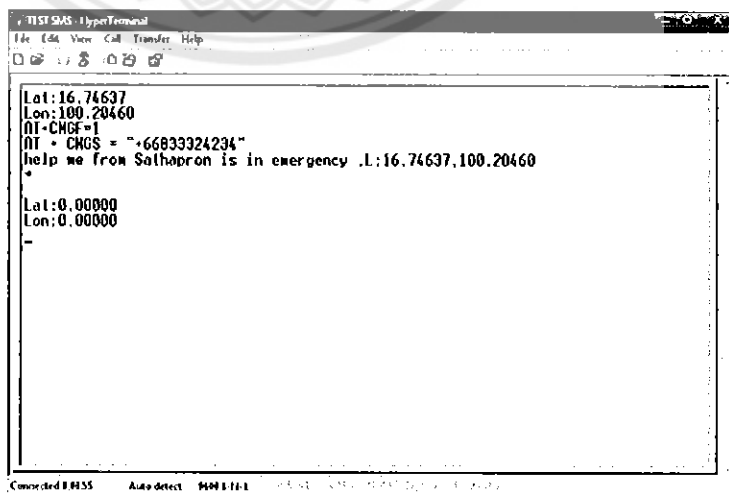 TEST SMS - HyperTerminal
File Edit View Call Transfer Help
Lat:16.74637
Lon:100.20460
AT+CMGF=1
AT + CMGS = "+66833324234"
help me from Sathapron is in emergency .L:16.74637,100.20460
Lat:0.00000
Lon:0.00000
Connected Auto detect